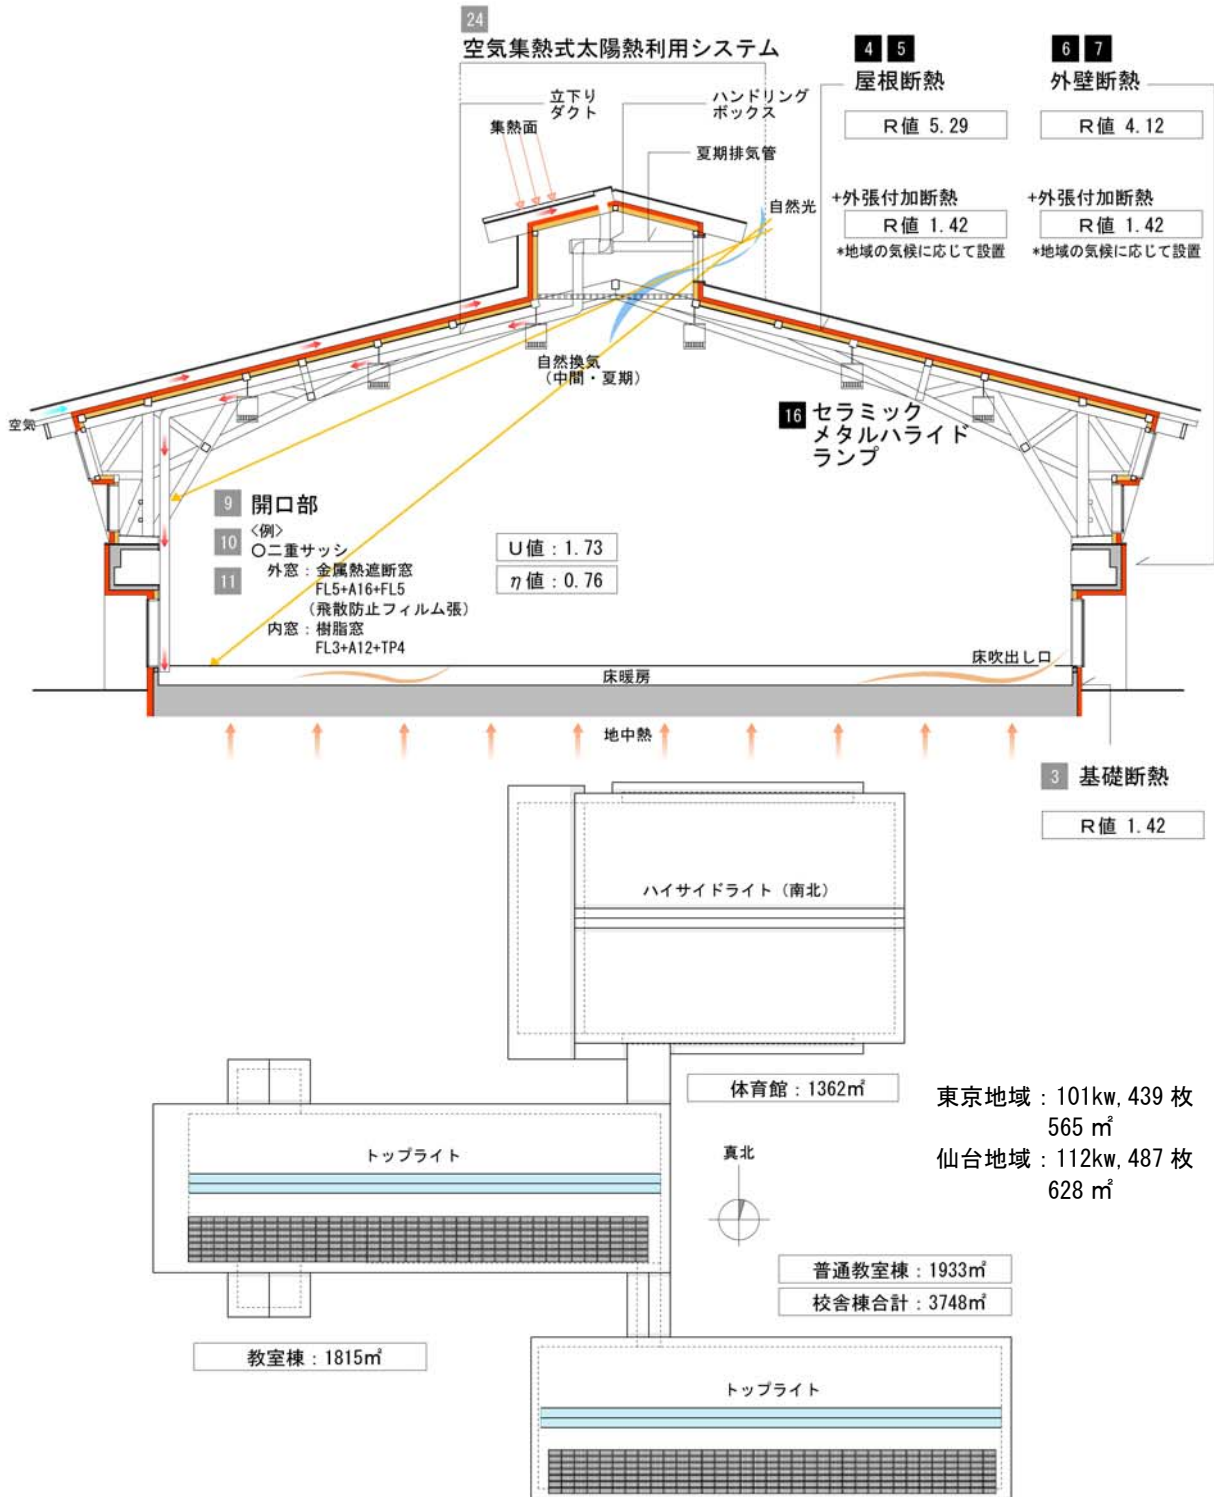 24
空気集熱式太陽熱利用システム
4 5
屋根断熱
R値 5.29
+外張付加断熱
R値 1.42
*地域の気候に応じて設置
6 7
外壁断熱
R値 4.12
+外張付加断熱
R値 1.42
*地域の気候に応じて設置
立下り
ダクト
集熱面
ハンドリング
ボックス
夏期排気管
自然光
空気
自然換気
(中間・夏期)
16 セラミック
メタルハライド
ランプ
9 開口部
10 〈例〉
〇二重サッシ
11
外窓：金属熱遮断窓
FL5+A16+FL5
(飛散防止フィルム張)
内窓：樹脂窓
FL3+A12+TP4
U値：1.73
η値：0.76
床吹出し口
床暖房
地中熱
3 基礎断熱
R値 1.42
ハイサイドライト（南北）
体育館：1362㎡
東京地域：101kw, 439 枚
565 ㎡
仙台地域：112kw, 487 枚
628 ㎡
トップライト
真北
普通教室棟：1933㎡
校舎棟合計：3748㎡
教室棟：1815㎡
トップライト